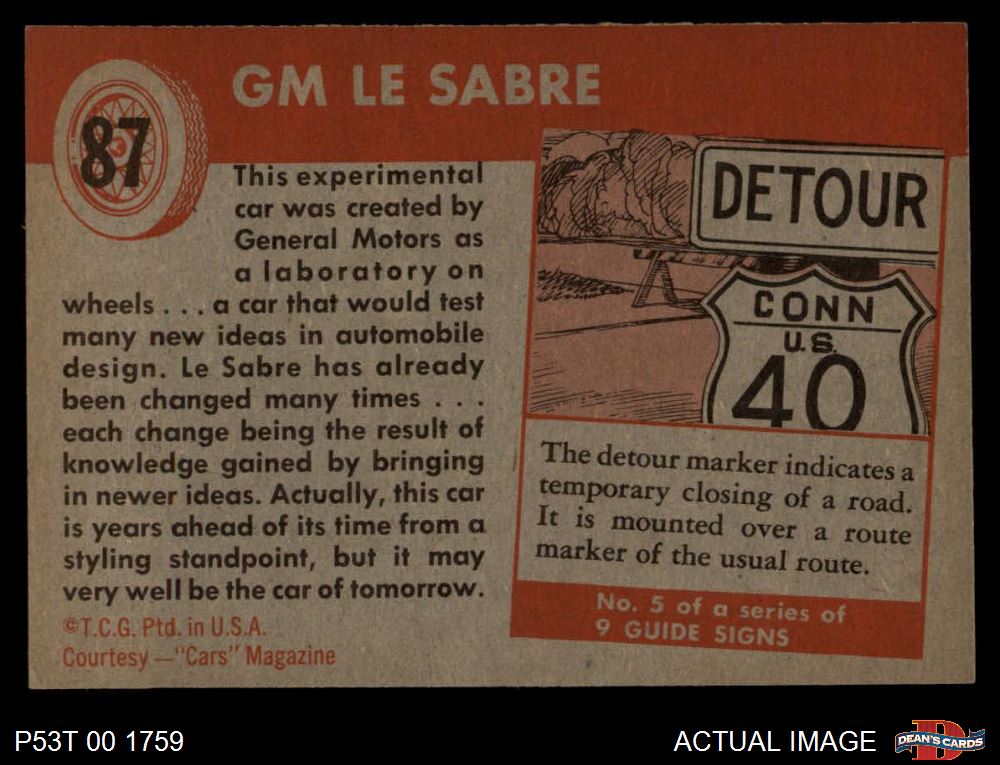 87
GM LE SABRE
This experimental
car was created by
General Motors as
a laboratory on
wheels . . . a car that would test
many new ideas in automobile
design. Le Sabre has already
been changed many times . . .
each change being the result of
knowledge gained by bringing
in newer ideas. Actually, this car
is years ahead of its time from a
styling standpoint, but it may
very well be the car of tomorrow.
©T.C.G. Ptd. in U.S.A.
Courtesy—"Cars" Magazine
DETOUR
CONN
U.S.
40
The detour marker indicates a
temporary closing of a road.
It is mounted over a route
marker of the usual route.
No. 5 of a series of
9 GUIDE SIGNS
P53T 00 1759
ACTUAL IMAGE
DEAN'S CARDS